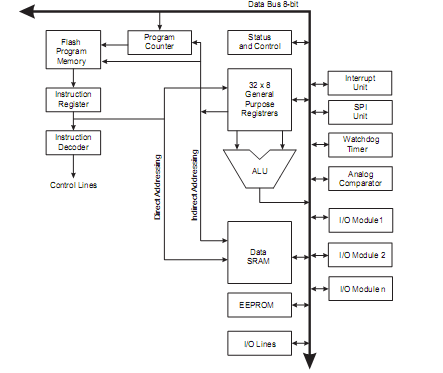 Data Bus 8-bit
Flash
Program
Memory
Program
Counter
Status
and Control
Instruction
Register
32 x 8
General
Purpose
Registrers
Interrupt
Unit
SPI
Unit
Instruction
Decoder
Watchdog
Timer
ALU
Analog
Comparator
Control Lines
Direct Addressing
Indirect Addressing
I/O Module1
Data
SRAM
I/O Module 2
I/O Module n
EEPROM
I/O Lines